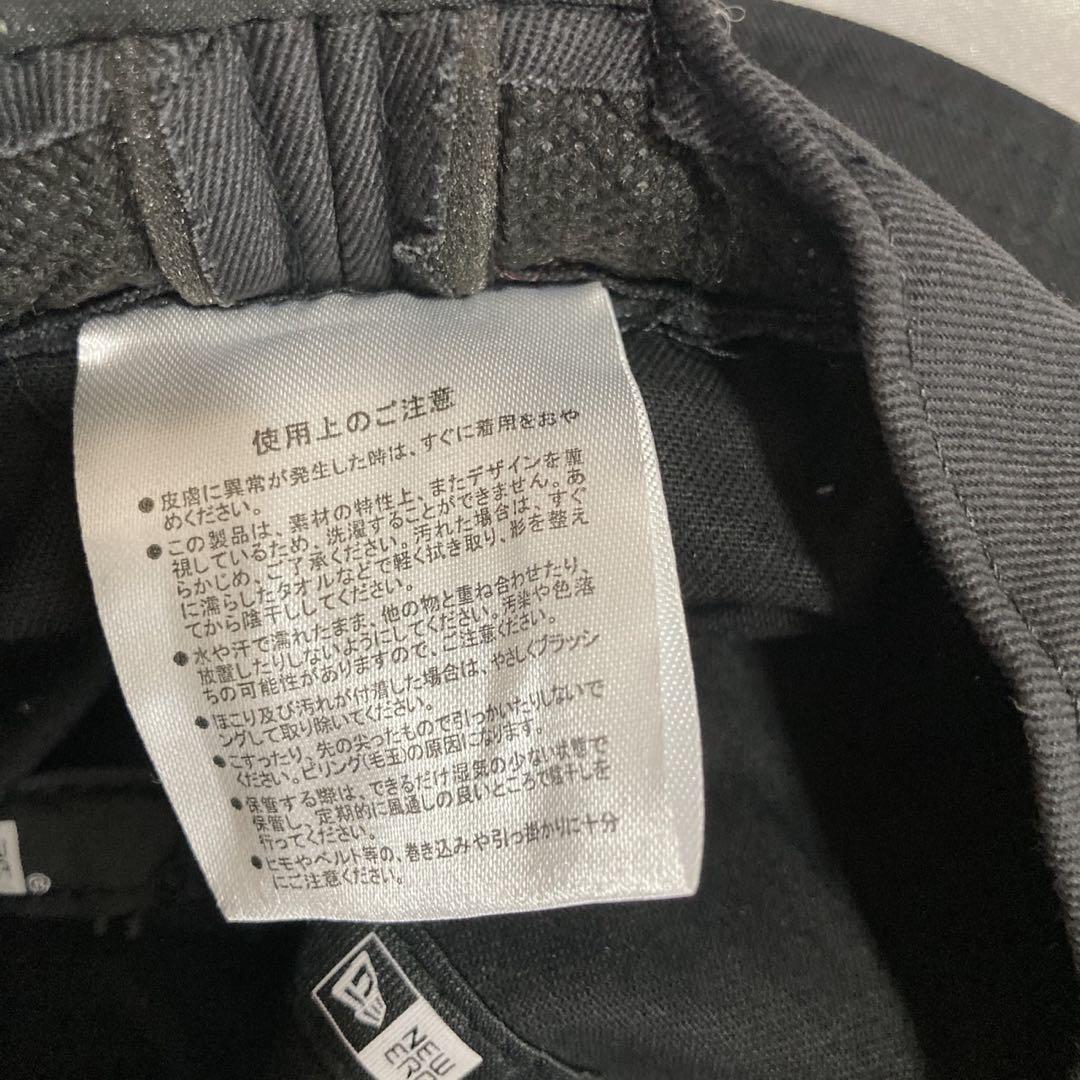 使用上のご注意
●皮膚に異常が発生した時は、すぐに着用をおや
めください。
●この製品は、素材の特性上、またデザインを重
視しているため、洗濯することができません。あ
らかじめ、ご了承ください。汚れた場合は、すぐ
に濡らしたタオルなどで軽く拭き取り、形を整え
てから陰干ししてください。
●水や汗で濡れたまま、他の物と重ね合わせたり、
放置したりしないようにしてください。汚染や色落
ちの可能性がありますので、ご注意ください。
●ほこり及び汚れが付着した場合は、やさしくブラッシ
ングして取り除いてください。
●こすったり、先の尖ったもので引っかいたりしないで
ください。ピリング(毛玉)の原因になります。
●保管する際は、できるだけ湿気の少ない状態で
保管し、定期的に風通しの良いところで陰干しを
行ってください。
●ヒモやベルト等の、巻き込みや引っ掛かりに十分
にご注意ください。
®
NEW
ER